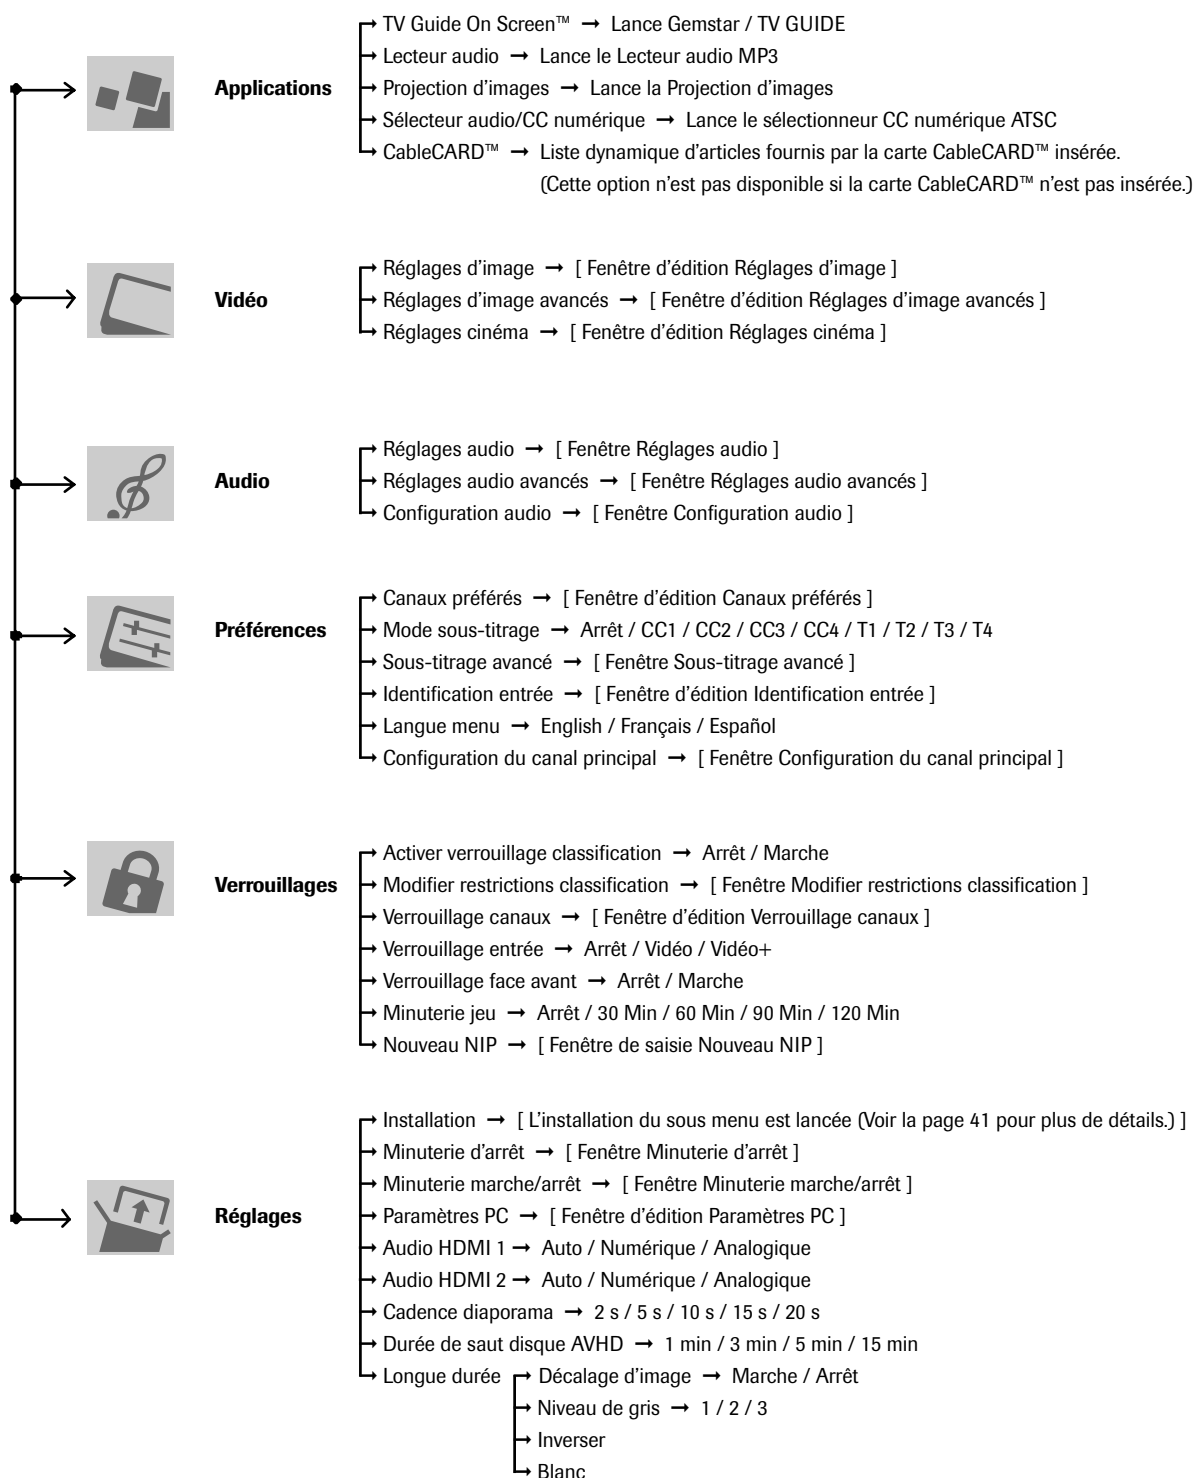 Applications
TV Guide On Screen™ → Lance Gemstar / TV GUIDE
Lecteur audio → Lance le Lecteur audio MP3
Projection d'images → Lance la Projection d'images
Sélecteur audio/CC numérique → Lance le sélectionneur CC numérique ATSC
CableCARD™ → Liste dynamique d'articles fournis par la carte CableCARD™ insérée.
(Cette option n'est pas disponible si la carte CableCARD™ n'est pas insérée.)
Vidéo
Réglages d'image → [ Fenêtre d'édition Réglages d'image ]
Réglages d'image avancés → [ Fenêtre d'édition Réglages d'image avancés ]
Réglages cinéma → [ Fenêtre d'édition Réglages cinéma ]
Audio
Réglages audio → [ Fenêtre Réglages audio ]
Réglages audio avancés → [ Fenêtre Réglages audio avancés ]
Configuration audio → [ Fenêtre Configuration audio ]
Préférences
Canaux préférés → [ Fenêtre d'édition Canaux préférés ]
Mode sous-titrage → Arrêt / CC1 / CC2 / CC3 / CC4 / T1 / T2 / T3 / T4
Sous-titrage avancé → [ Fenêtre Sous-titrage avancé ]
Identification entrée → [ Fenêtre d'édition Identification entrée ]
Langue menu → English / Français / Español
Configuration du canal principal → [ Fenêtre Configuration du canal principal ]
Verrouillages
Activer verrouillage classification → Arrêt / Marche
Modifier restrictions classification → [ Fenêtre Modifier restrictions classification ]
Verrouillage canaux → [ Fenêtre d'édition Verrouillage canaux ]
Verrouillage entrée → Arrêt / Vidéo / Vidéo+
Verrouillage face avant → Arrêt / Marche
Minuterie jeu → Arrêt / 30 Min / 60 Min / 90 Min / 120 Min
Nouveau NIP → [ Fenêtre de saisie Nouveau NIP ]
Réglages
Installation → [ L'installation du sous menu est lancée (Voir la page 41 pour plus de détails.) ]
Minuterie d'arrêt → [ Fenêtre Minuterie d'arrêt ]
Minuterie marche/arrêt → [ Fenêtre Minuterie marche/arrêt ]
Paramètres PC → [ Fenêtre d'édition Paramètres PC ]
Audio HDMI 1 → Auto / Numérique / Analogique
Audio HDMI 2 → Auto / Numérique / Analogique
Cadence diaporama → 2 s / 5 s / 10 s / 15 s / 20 s
Durée de saut disque AVHD → 1 min / 3 min / 5 min / 15 min
Longue durée → Décalage d'image → Marche / Arrêt
Niveau de gris → 1 / 2 / 3
Inverser
Blanc